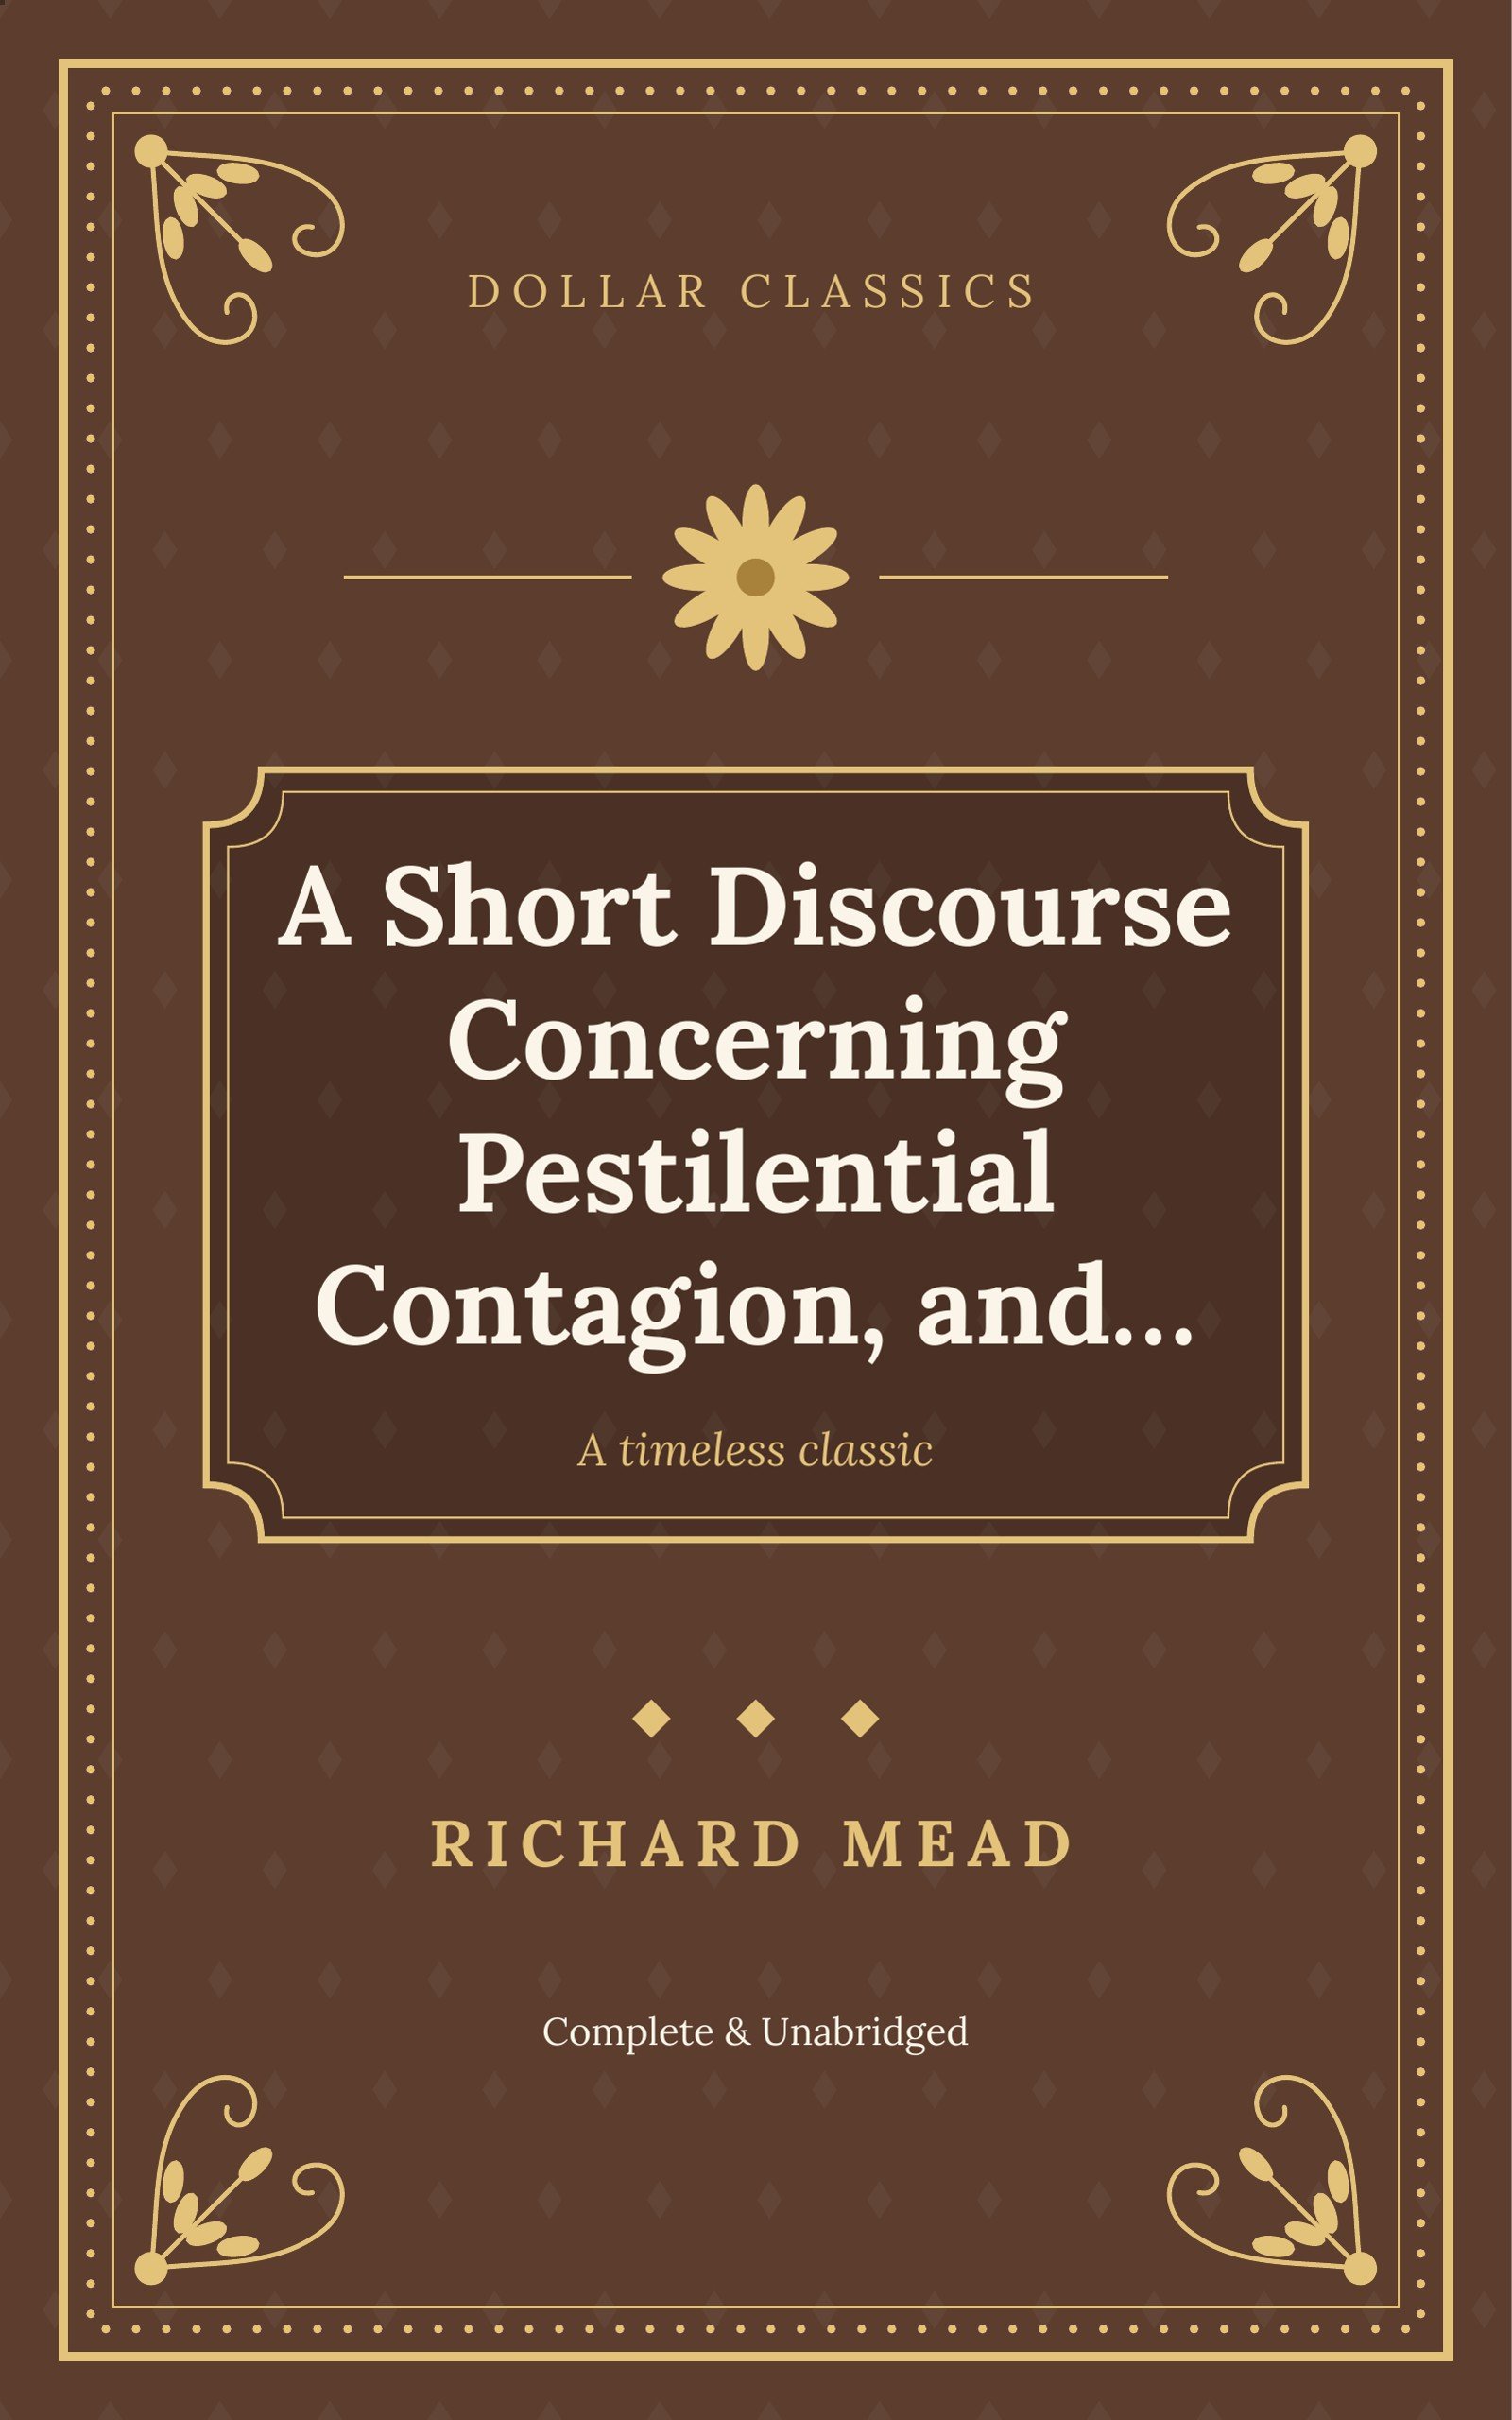 DOLLAR CLASSICS
A Short Discourse
Concerning
Pestilential
Contagion, and...
A timeless classic
RICHARD MEAD
Complete & Unabridged